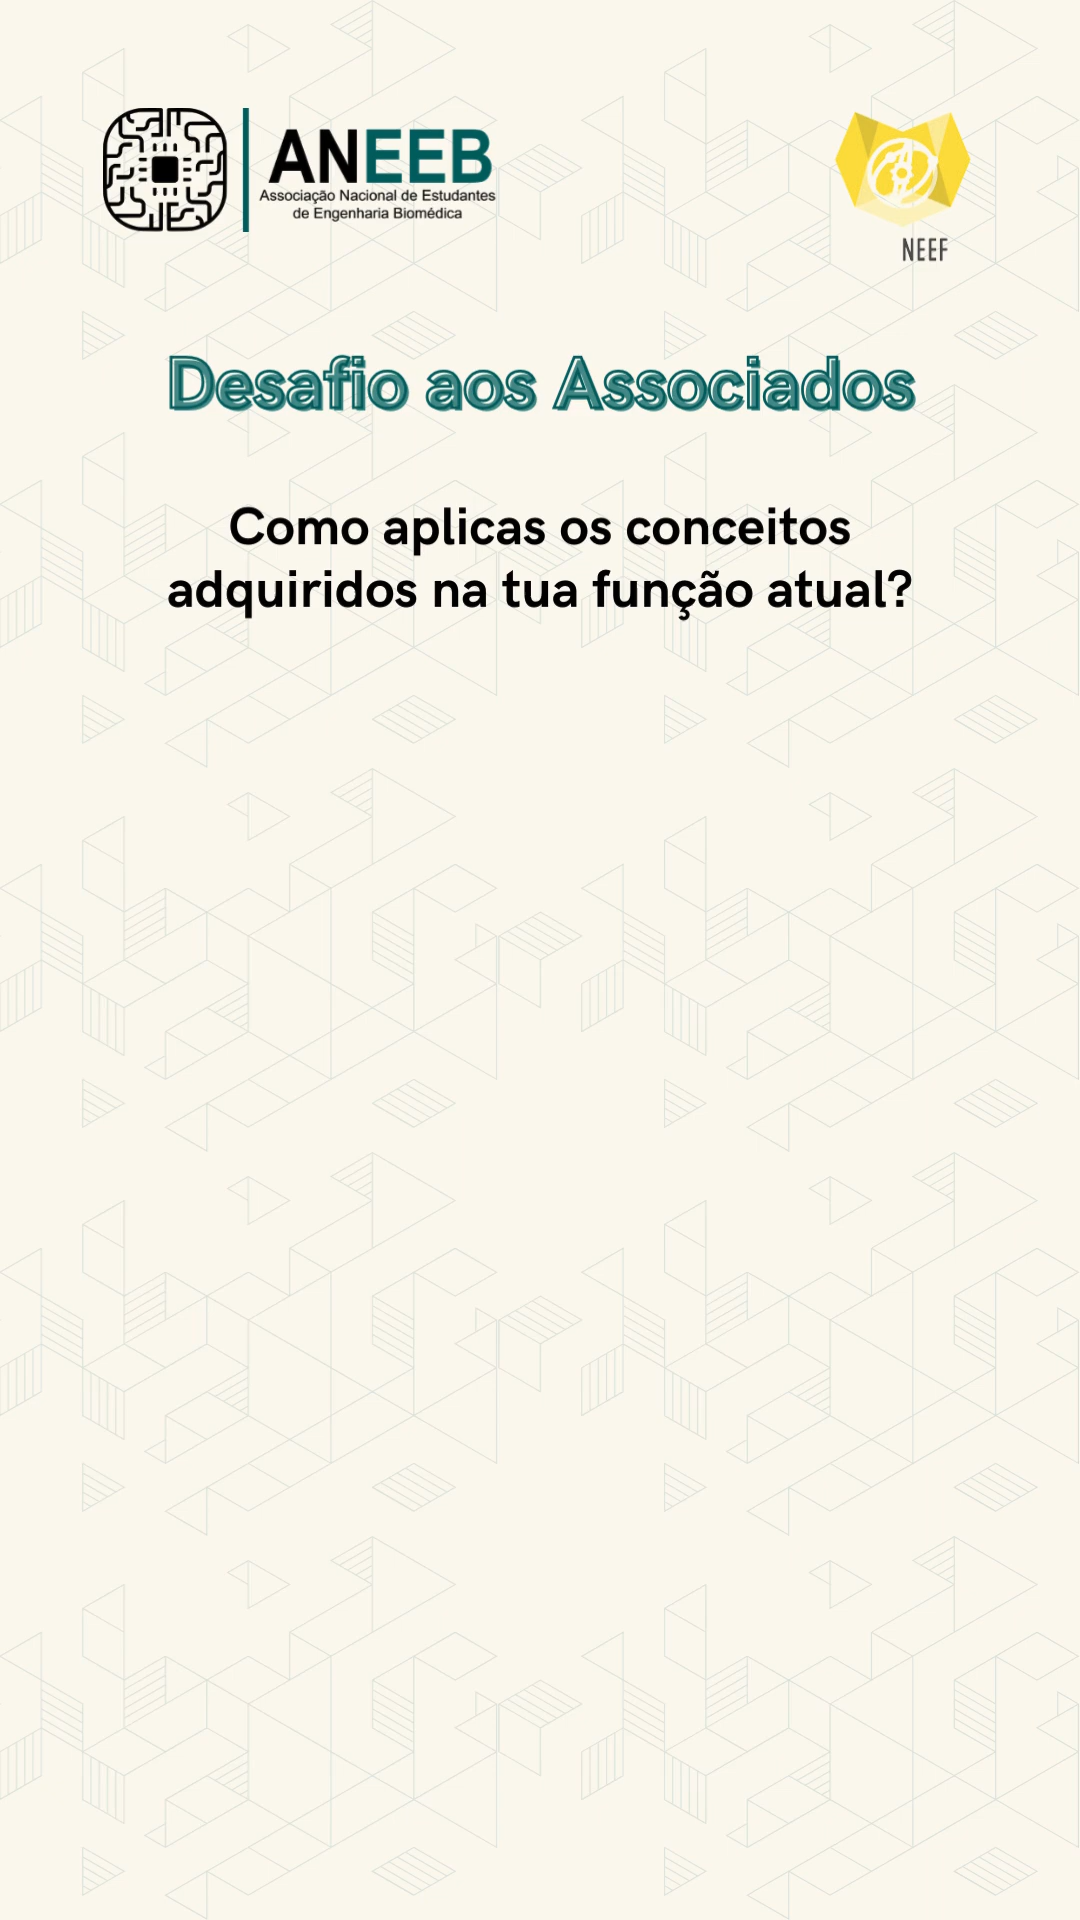 ANEEB
Associação Nacional de Estudantes
de Engenharia Biomédica
NEEF
Desafio aos Associados
Como aplicas os conceitos
adquiridos na tua função atual?